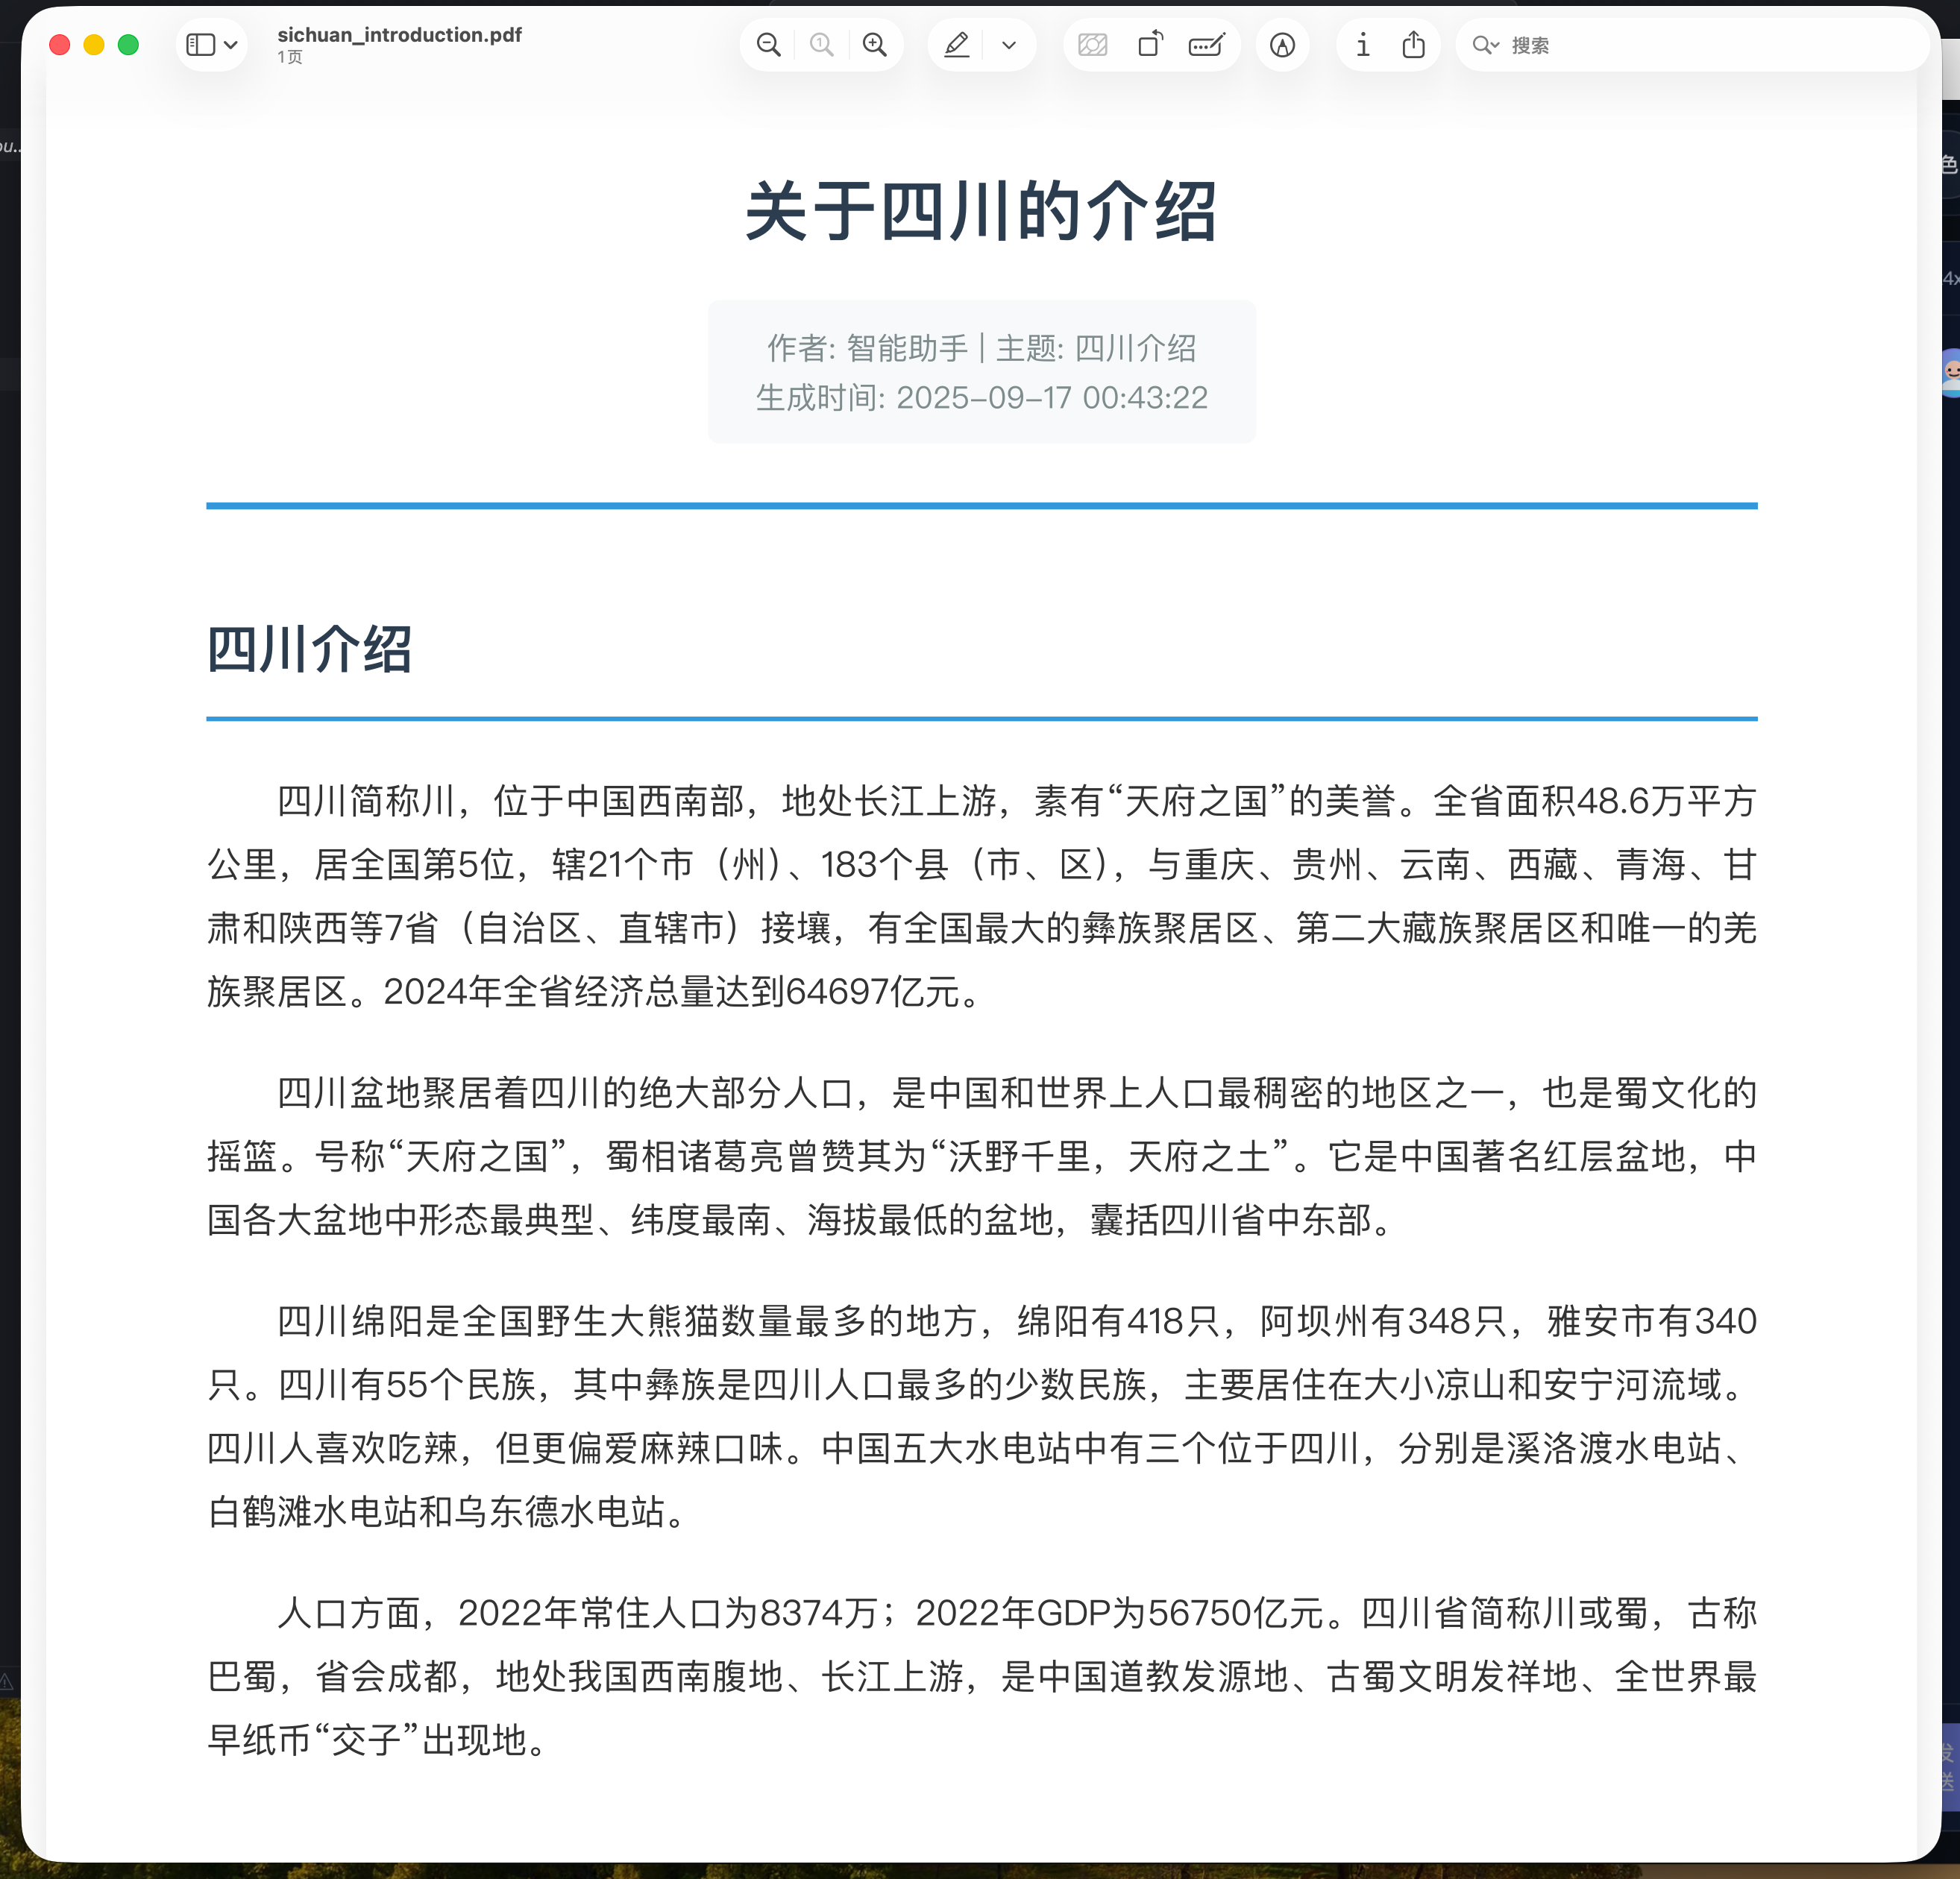 sichuan_introduction.pdf
1页
搜索
关于四川的介绍
作者: 智能助手 | 主题: 四川介绍
生成时间: 2025-09-17 00:43:22
四川介绍
四川简称川，位于中国西南部，地处长江上游，素有“天府之国”的美誉。全省面积48.6万平方
公里，居全国第5位，辖21个市（州）、183个县（市、区），与重庆、贵州、云南、西藏、青海、甘
肃和陕西等7省（自治区、直辖市）接壤，有全国最大的彝族聚居区、第二大藏族聚居区和唯一的羌
族聚居区。2024年全省经济总量达到64697亿元。
四川盆地聚居着四川的绝大部分人口，是中国和世界上人口最稠密的地区之一，也是蜀文化的
摇篮。号称“天府之国”，蜀相诸葛亮曾赞其为“沃野千里，天府之土”。它是中国著名红层盆地，中
国各大盆地中形态最典型、纬度最南、海拔最低的盆地，囊括四川省中东部。
四川绵阳是全国野生大熊猫数量最多的地方，绵阳有418只，阿坝州有348只，雅安市有340
只。四川有55个民族，其中彝族是四川人口最多的少数民族，主要居住在大小凉山和安宁河流域。
四川人喜欢吃辣，但更偏爱麻辣口味。中国五大水电站中有三个位于四川，分别是溪洛渡水电站、
白鹤滩水电站和乌东德水电站。
人口方面，2022年常住人口为8374万；2022年GDP为56750亿元。四川省简称川或蜀，古称
巴蜀，省会成都，地处我国西南腹地、长江上游，是中国道教发源地、古蜀文明发祥地、全世界最
早纸币“交子”出现地。